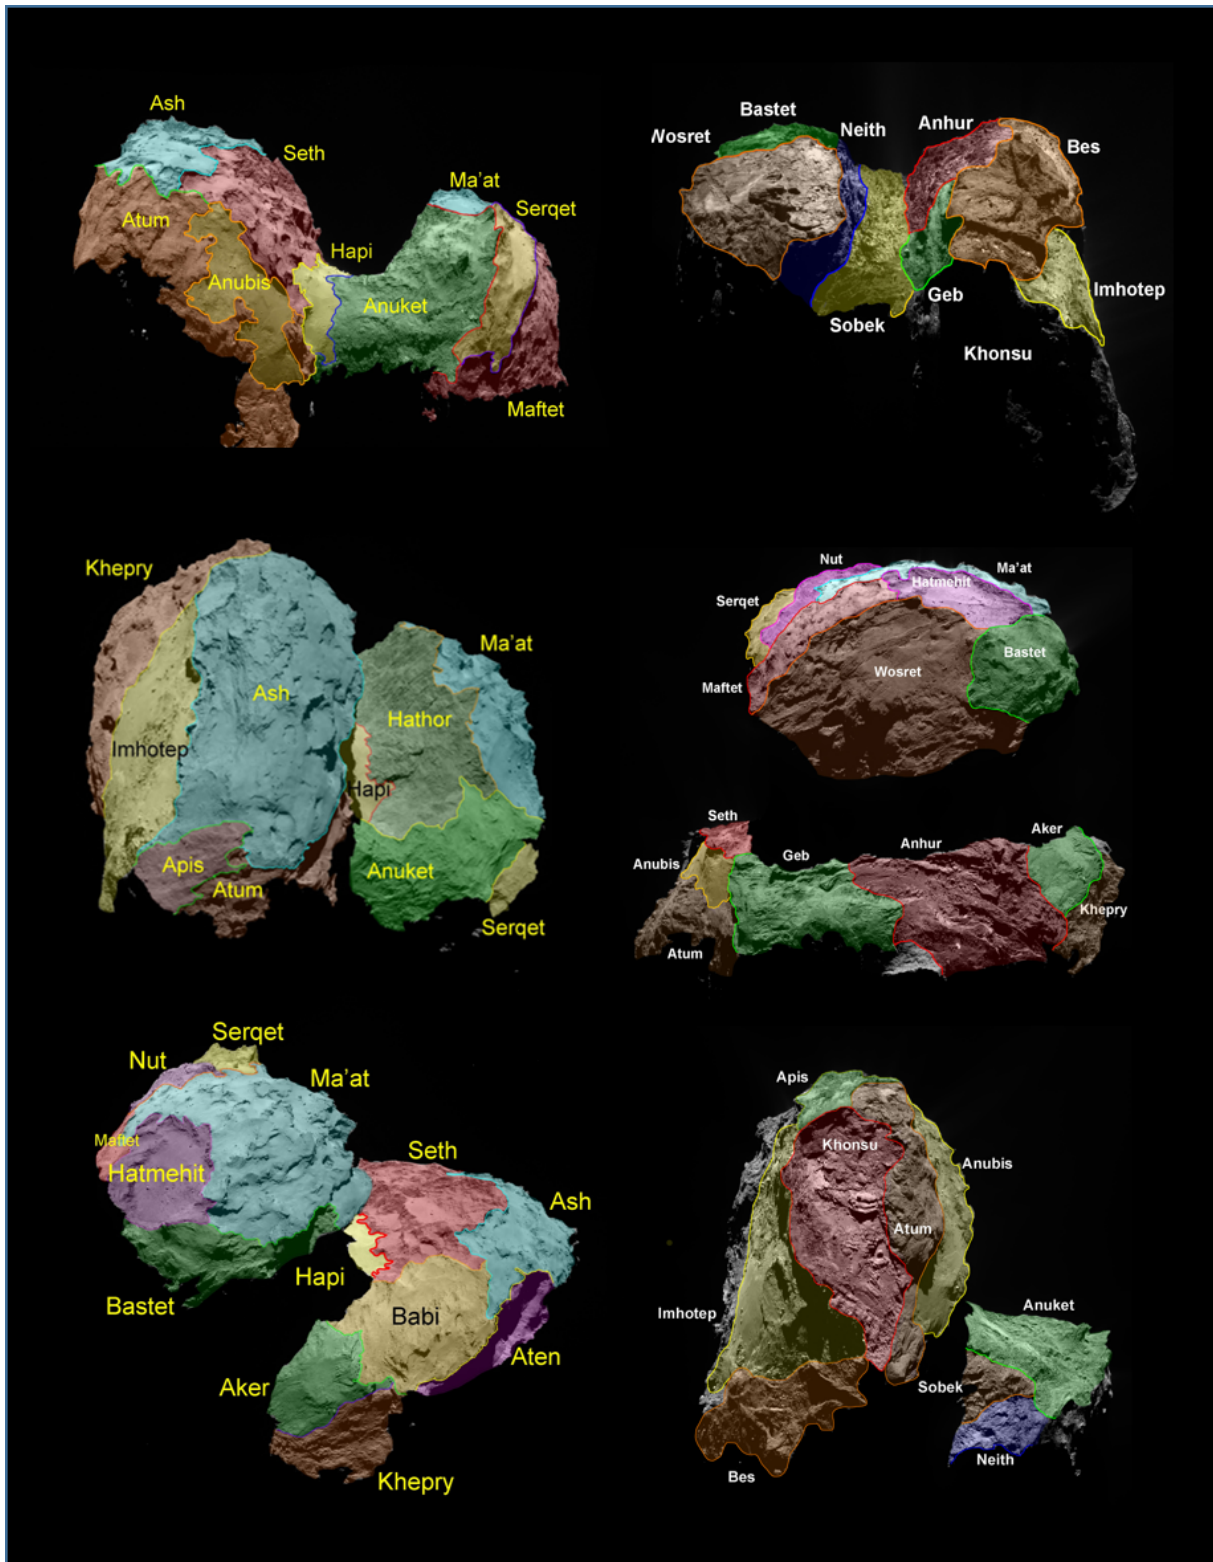 Ash
Seth
Atum
Anubis
Hapi
Anuket
Ma'at
Serqet
Maftet
Bastet
Wosret
Neith
Anhur
Bes
Sobek
Geb
Imhotep
Khonsu
Khepry
Imhotep
Ash
Apis
Atum
Hapi
Hathor
Ma'at
Anuket
Serqet
Nut
Ma'at
Hatmehit
Serqet
Wosret
Bastet
Maftet
Seth
Anubis
Geb
Anhur
Aker
Khepry
Atum
Serqet
Nut
Ma'at
Maftet
Hatmehit
Seth
Ash
Hapi
Bastet
Babi
Aten
Aker
Khepry
Apis
Khonsu
Anubis
Atum
Imhotep
Anuket
Sobek
Neith
Bes